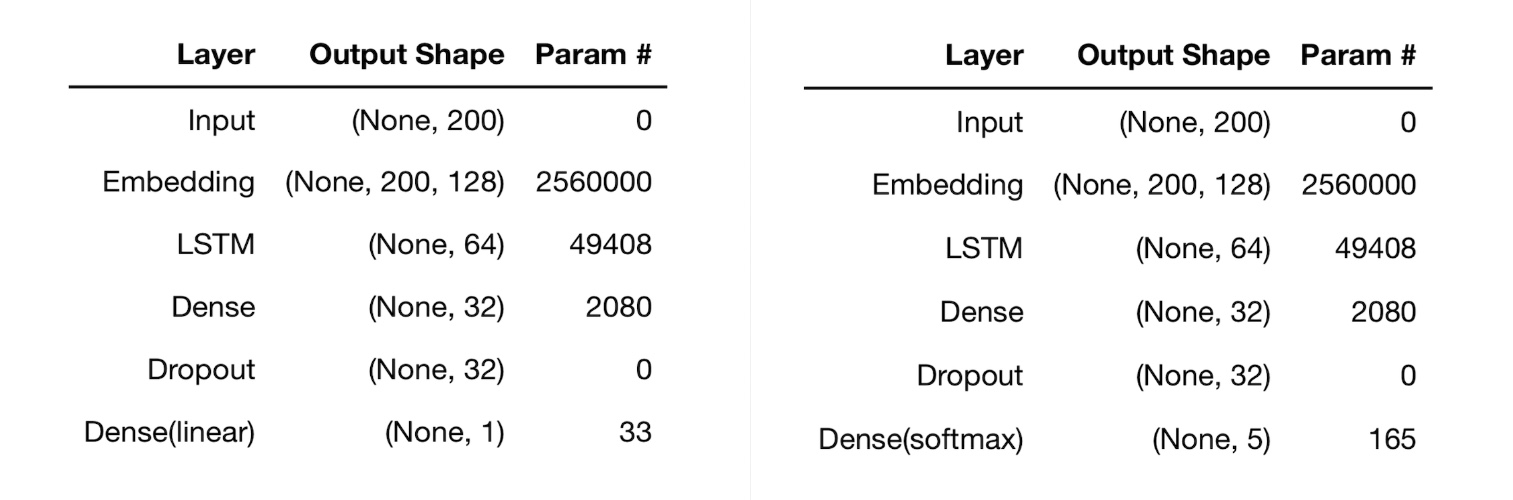 Layer Output Shape Param #
Input (None, 200) 0
Embedding (None, 200, 128) 2560000
LSTM (None, 64) 49408
Dense (None, 32) 2080
Dropout (None, 32) 0
Dense(linear) (None, 1) 33
Layer Output Shape Param #
Input (None, 200) 0
Embedding (None, 200, 128) 2560000
LSTM (None, 64) 49408
Dense (None, 32) 2080
Dropout (None, 32) 0
Dense(softmax) (None, 5) 165